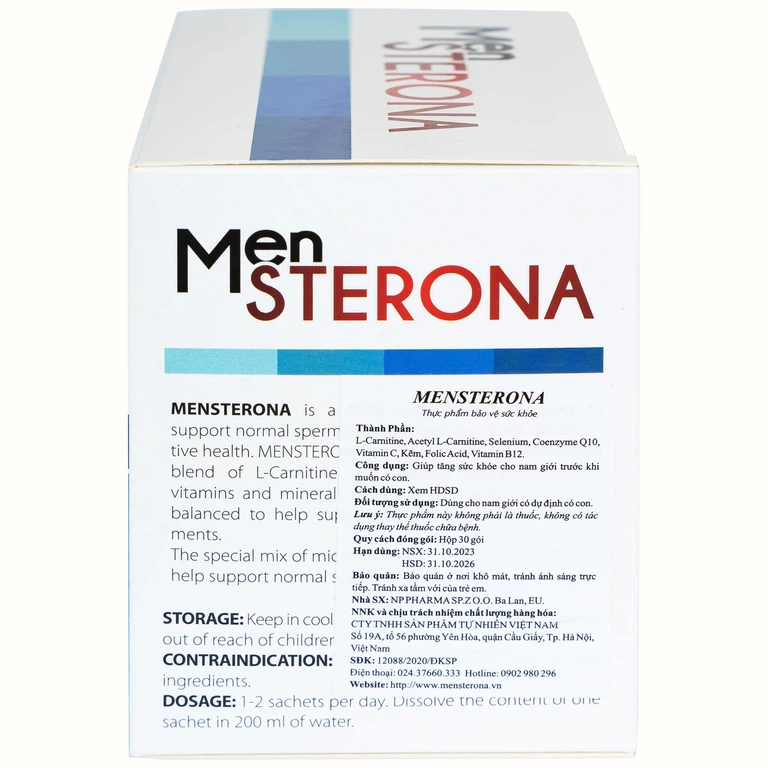 Men
STERONA
Men
STERONA
MENSTERONA is a
support normal sperm
tive health. MENSTERO
blend of L-Carnitine
vitamins and mineral
balanced to help sup
ments.
The special mix of mic
help support normal s
STORAGE: Keep in cool
out of reach of children
CONTRAINDICATION:
ingredients.
DOSAGE: 1-2 sachets per day. Dissolve the content of one
sachet in 200 ml of water.
MENSTERONA
Thực phẩm bảo vệ sức khỏe
Thành Phần:
L-Carnitine, Acetyl L-Carnitine, Selenium, Coenzyme Q10,
Vitamin C, Kẽm, Folic Acid, Vitamin B12.
Công dụng: Giúp tăng sức khỏe cho nam giới trước khi
muốn có con.
Cách dùng: Xem HDSD
Đối tượng sử dụng: Dùng cho nam giới có dự định có con.
Lưu ý: Thực phẩm này không phải là thuốc, không có tác
dụng thay thế thuốc chữa bệnh.
Quy cách đóng gói: Hộp 30 gói
Hạn dùng: NSX: 31.10.2023
HSD: 31.10.2026
Bảo quản: Bảo quản ở nơi khô mát, tránh ánh sáng trực
tiếp. Tránh xa tầm với của trẻ em.
Nhà SX: NP PHARMA SP.Z O.O. Ba Lan, EU.
NNK và chịu trách nhiệm chất lượng hàng hóa:
CTY TNHH SẢN PHẨM TỰ NHIÊN VIỆT NAM
Số 19A, tổ 56 phường Yên Hòa, quận Cầu Giấy, Tp. Hà Nội,
Việt Nam
SĐK: 12088/2020/ĐKSP
Điện thoại: 024.37660.333 Hotline: 0902 980 296
Website: http://www.mensterona.vn